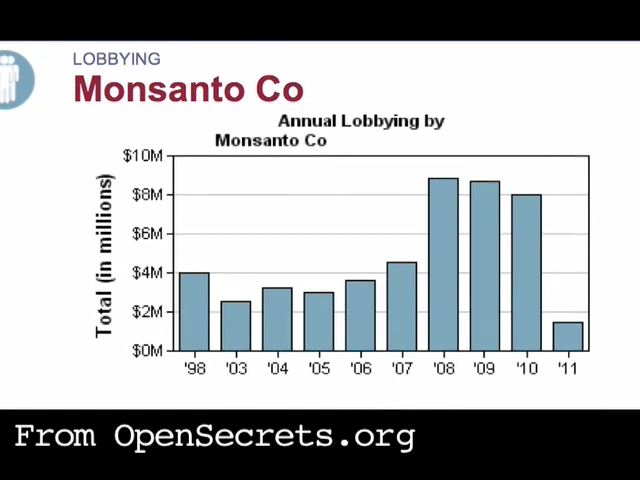 LOBBYING
Monsanto Co
Annual Lobbying by
Monsanto Co
Total (in millions)
$10M
$8M
$6M
$4M
$2M
$0M
'98 '03 '04 '05 '06 '07 '08 '09 '10 '11
From OpenSecrets.org